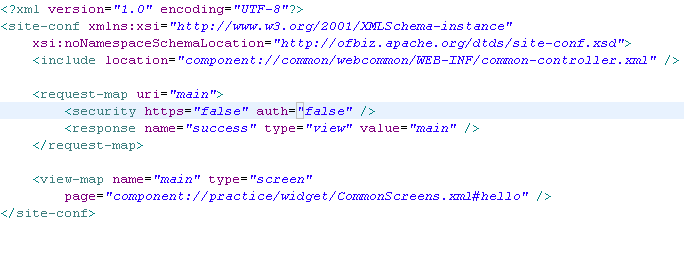 <?xml version="1.0" encoding="UTF-8"?>
<site-conf xmlns:xsi="http://www.w3.org/2001/XMLSchema-instance"
xsi:noNamespaceSchemaLocation="http://ofbiz.apache.org/dtds/site-conf.xsd">
<include location="component://common/webcommon/WEB-INF/common-controller.xml" />
<request-map uri="main">
<security https="false" auth="false" />
<response name="success" type="view" value="main" />
</request-map>
<view-map name="main" type="screen"
page="component://practice/widget/CommonScreens.xml#hello" />
</site-conf>